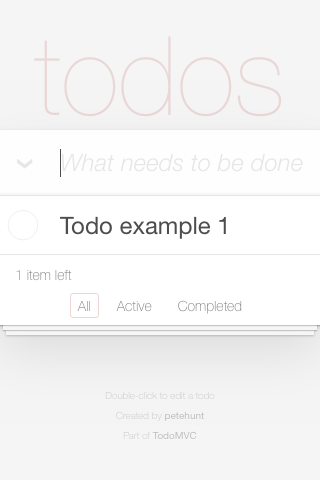 todos
What needs to be done
Todo example 1
1 item left
All Active Completed
Double-click to edit a todo
Created by petehunt
Part of TodoMVC